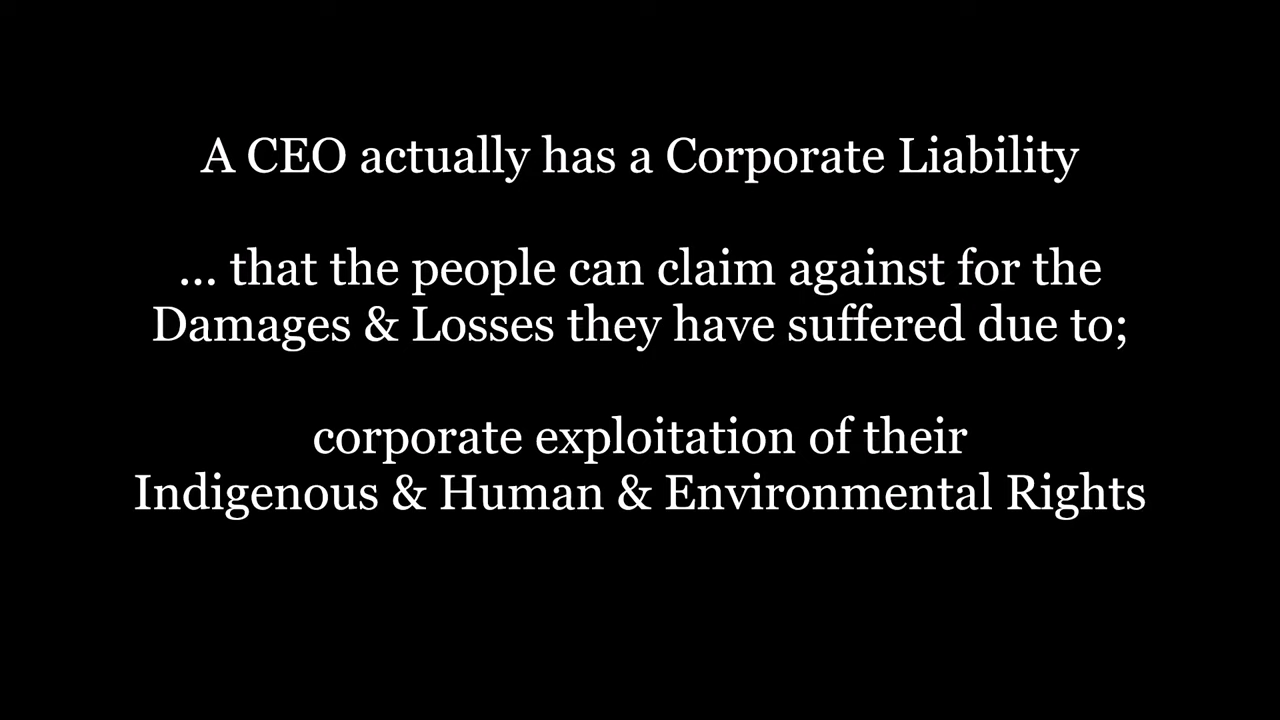 A CEO actually has a Corporate Liability
... that the people can claim against for the
Damages & Losses they have suffered due to;
corporate exploitation of their
Indigenous & Human & Environmental Rights